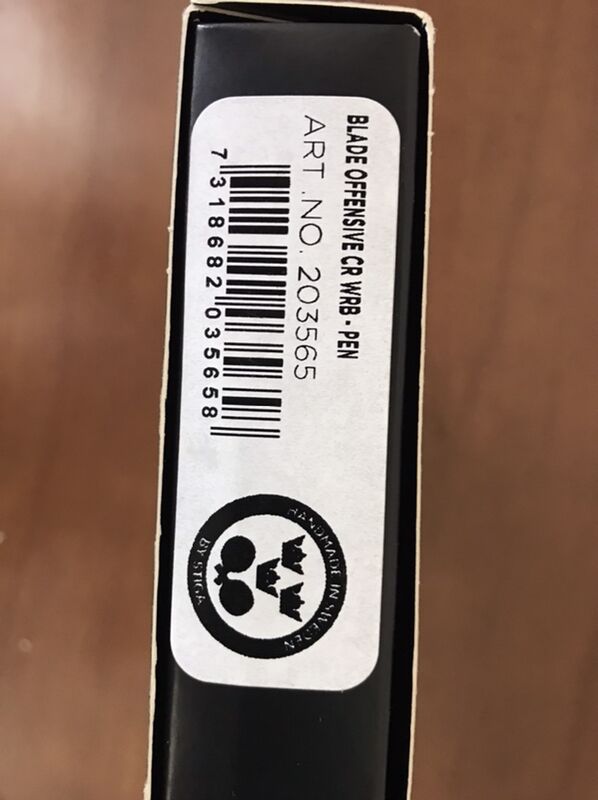 BLADE OFFENSIVE CR WRB - PEN
ART .NO. 203565
7 318682 035658
HANDMADE IN SWEDEN
BY STIGA